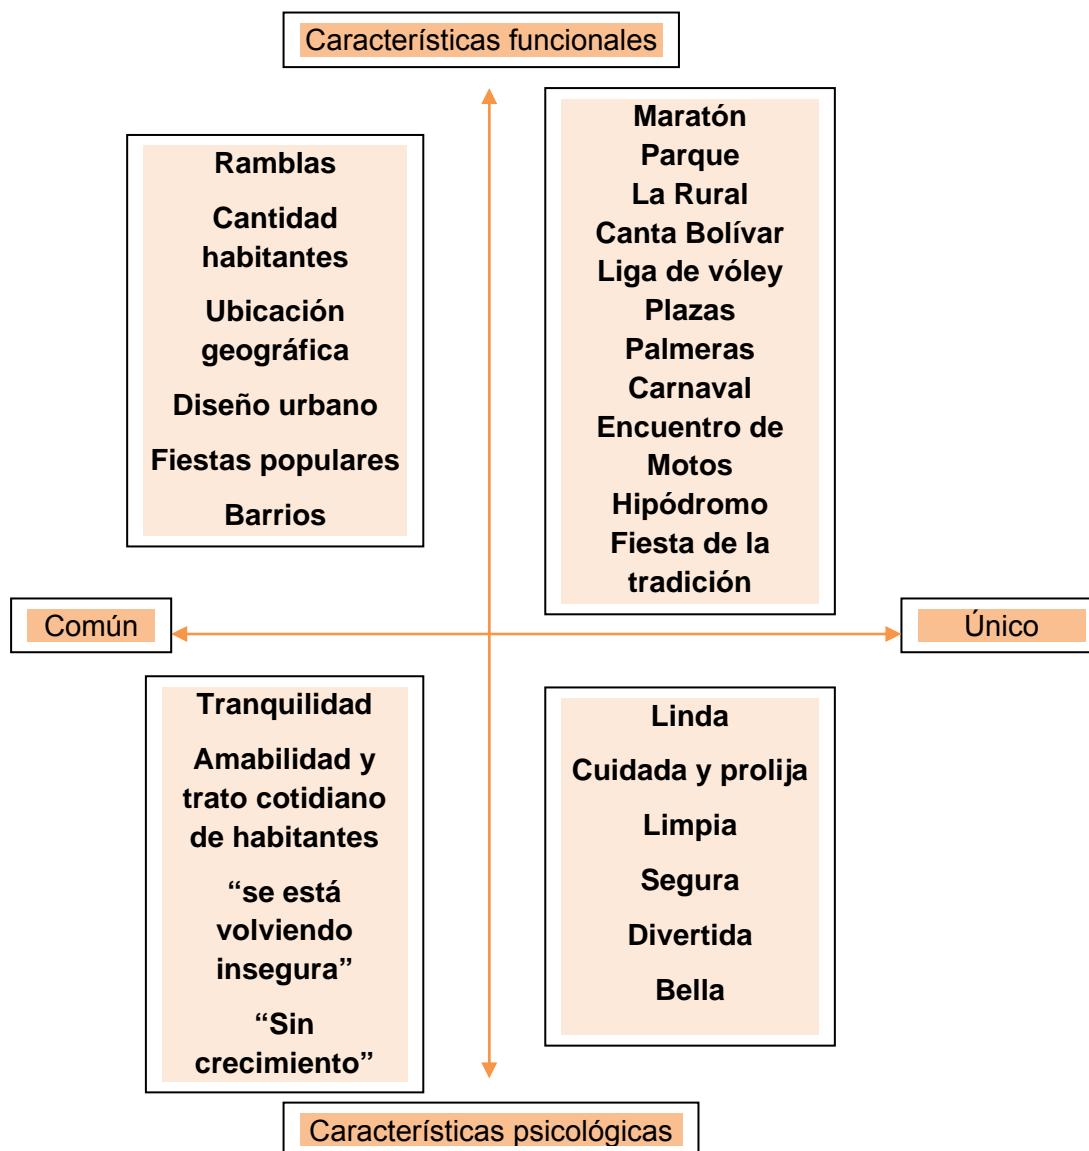 Características funcionales
Ramblas
Cantidad
habitantes
Ubicación
geográfica
Diseño urbano
Fiestas populares
Barrios
Maratón
Parque
La Rural
Canta Bolívar
Liga de vóley
Plazas
Palmeras
Carnaval
Encuentro de
Motos
Hipódromo
Fiesta de la
tradición
Común
Único
Tranquilidad
Amabilidad y
trato cotidiano
de habitantes
“se está
volviendo
insegura”
“Sin
crecimiento”
Linda
Cuidada y prolija
Limpia
Segura
Divertida
Bella
Características psicológicas